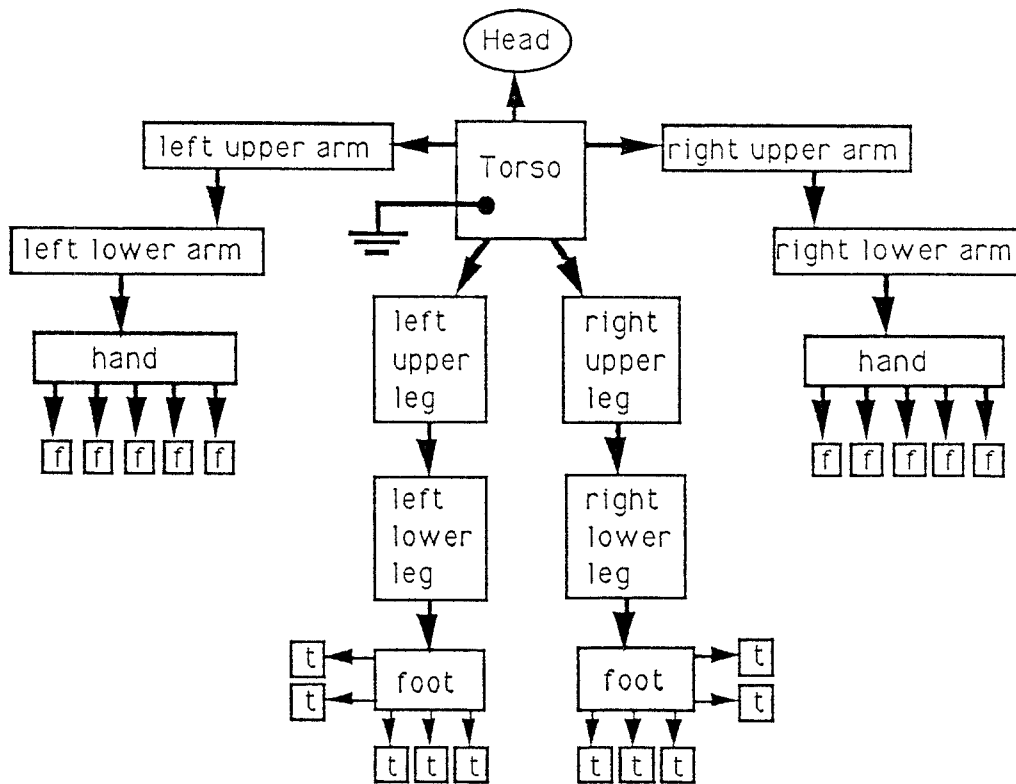 Head
left upper arm
Torso
right upper arm
left lower arm
right lower arm
left
upper
leg
right
upper
leg
hand
hand
f f f f f
f f f f f
left
lower
leg
right
lower
leg
t
t
foot
t t t
foot
t
t
t t t